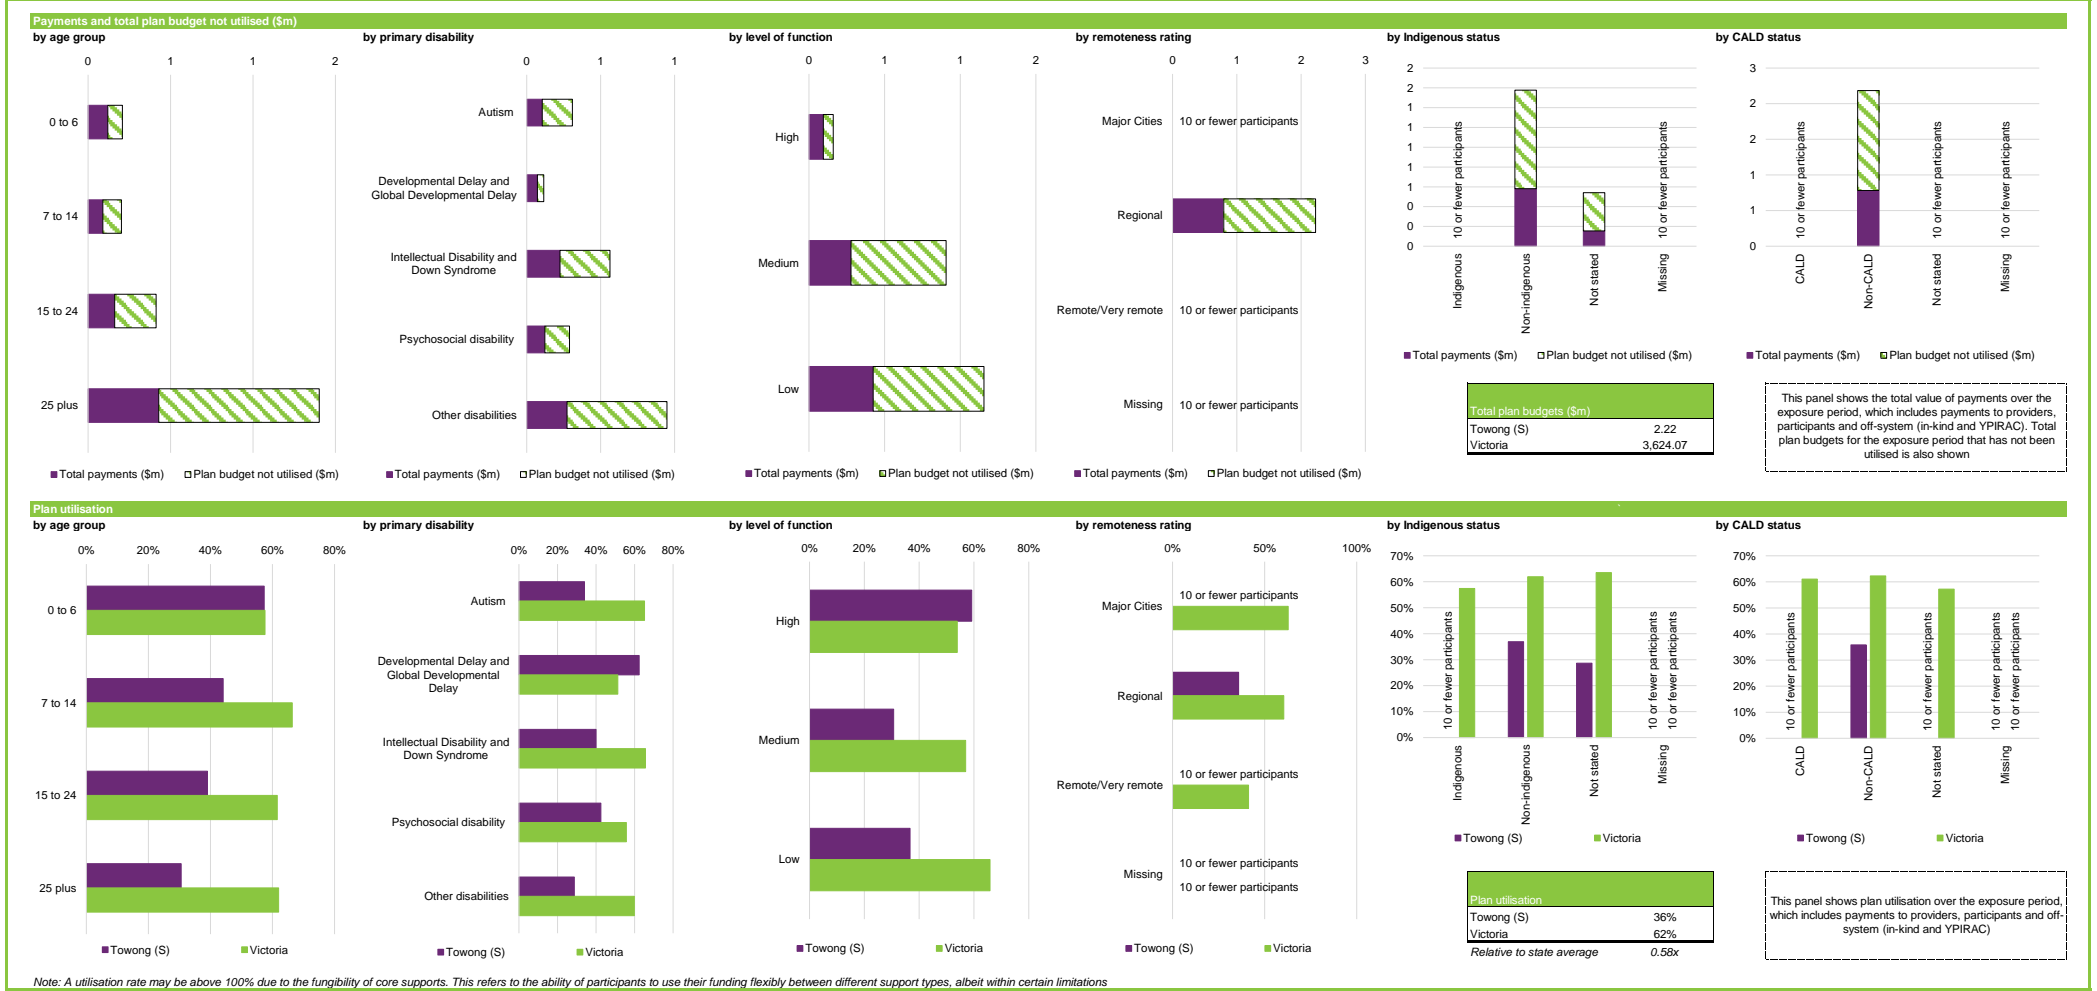 Payments and total plan budget not utilised ($m)
by age group
0 1 1 2
0 to 6
7 to 14
15 to 24
25 plus
Total payments ($m) Plan budget not utilised ($m)
by primary disability
0 1 1
Autism
Developmental Delay and
Global Developmental Delay
Intellectual Disability and
Down Syndrome
Psychosocial disability
Other disabilities
Total payments ($m) Plan budget not utilised ($m)
by level of function
0 1 1 2
High
Medium
Low
Total payments ($m) Plan budget not utilised ($m)
by remoteness rating
0 1 2 3
Major Cities 10 or fewer participants
Regional
Remote/Very remote 10 or fewer participants
Missing 10 or fewer participants
Total payments ($m) Plan budget not utilised ($m)
by Indigenous status
2
2
1
1
1
1
1
0
0
0
10 or fewer participants
10 or fewer participants
Indigenous
Non-indigenous
Not stated
Missing
Total payments ($m) Plan budget not utilised ($m)
Total plan budgets ($m)
Towong (S) 2.22
Victoria 3,624.07
by CALD status
3
2
2
1
1
0
10 or fewer participants
10 or fewer participants
10 or fewer participants
CALD
Non-CALD
Not stated
Missing
Total payments ($m) Plan budget not utilised ($m)
This panel shows the total value of payments over the
exposure period, which includes payments to providers,
participants and off-system (in-kind and YPIRAC). Total
plan budgets for the exposure period that has not been
utilised is also shown
Plan utilisation
by age group
0% 20% 40% 60% 80%
0 to 6
7 to 14
15 to 24
25 plus
Towong (S) Victoria
by primary disability
0% 20% 40% 60% 80%
Autism
Developmental Delay and
Global Developmental
Delay
Intellectual Disability and
Down Syndrome
Psychosocial disability
Other disabilities
Towong (S) Victoria
by level of function
0% 20% 40% 60% 80%
High
Medium
Low
Towong (S) Victoria
by remoteness rating
0% 50% 100%
10 or fewer participants
Major Cities
Regional
10 or fewer participants
Remote/Very remote
10 or fewer participants
Missing
10 or fewer participants
Towong (S) Victoria
by Indigenous status
70%
60%
50%
40%
30%
20%
10%
0%
10 or fewer participants
10 or fewer participants
10 or fewer participants
Indigenous
Non-indigenous
Not stated
Missing
Towong (S) Victoria
Plan utilisation
Towong (S) 36%
Victoria 62%
Relative to state average 0.58x
by CALD status
70%
60%
50%
40%
30%
20%
10%
0%
10 or fewer participants
10 or fewer participants
10 or fewer participants
10 or fewer participants
CALD
Non-CALD
Not stated
Missing
Towong (S) Victoria
This panel shows plan utilisation over the exposure period,
which includes payments to providers, participants and off-
system (in-kind and YPIRAC)
Note: A utilisation rate may be above 100% due to the fungibility of core supports. This refers to the ability of participants to use their funding flexibly between different support types, albeit within certain limitations